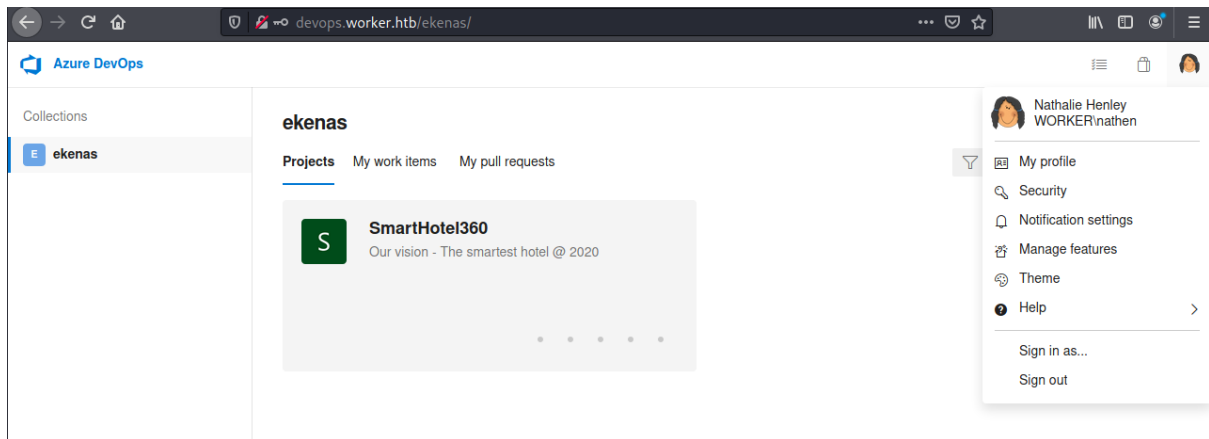 devops.worker.htb/ekenas/
Azure DevOps
Collections
E ekenas
ekenas
Projects My work items My pull requests
S
SmartHotel360
Our vision - The smartest hotel @ 2020
Nathalie Henley
WORKER\nathen
My profile
Security
Notification settings
Manage features
Theme
Help
Sign in as...
Sign out